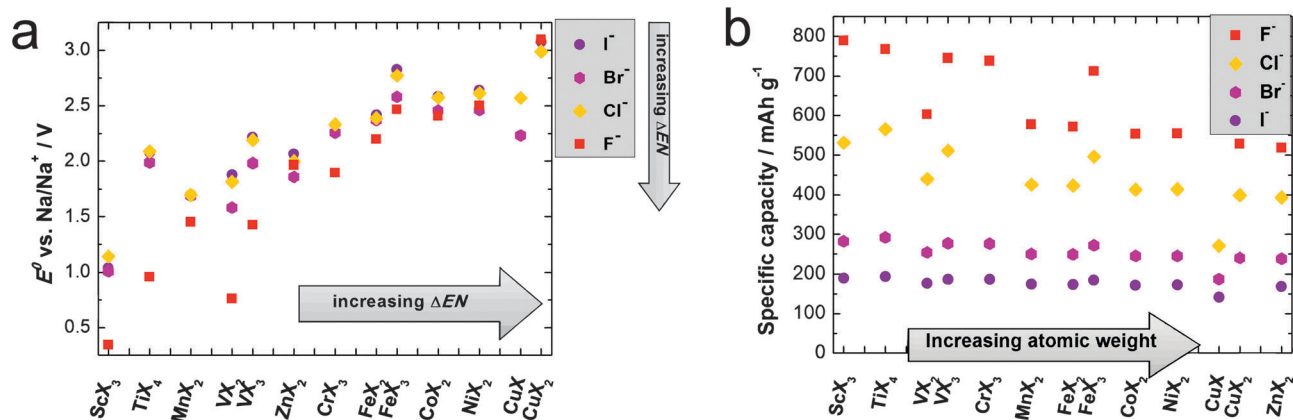 a
E⁰ vs. Na/Na⁺ / V
3.0
2.5
2.0
1.5
1.0
0.5
ScX₃
TiX₄
MnX₂
VX₂
VX₃
ZnX₂
CrX₃
FeX₂
FeX₃
CoX₂
NiX₂
CuX
CuX₂
increasing ΔEN
I⁻
Br⁻
Cl⁻
F⁻
increasing ΔEN
b
Specific capacity / mAh g⁻¹
800
700
600
500
400
300
200
100
0
ScX₃
TiX₄
VX₂
VX₃
CrX₃
MnX₂
FeX₂
FeX₃
CoX₂
NiX₂
CuX
CuX₂
ZnX₂
Increasing atomic weight
F⁻
Cl⁻
Br⁻
I⁻